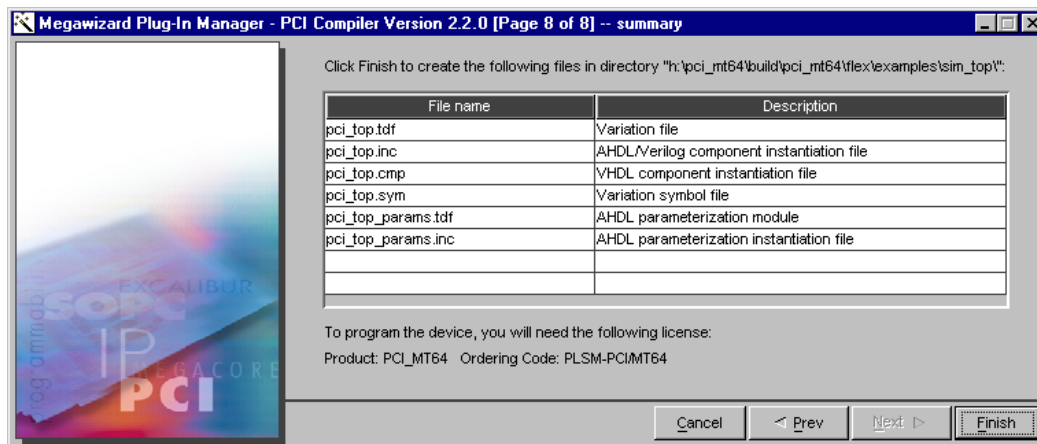 Megawizard Plug-In Manager - PCI Compiler Version 2.2.0 [Page 8 of 8] -- summary
Click Finish to create the following files in directory "h:\pci_mt64\build\pci_mt64\flex\examples\sim_top\":
File name Description
pci_top.tdf Variation file
pci_top.inc AHDL/Verilog component instantiation file
pci_top.cmp VHDL component instantiation file
pci_top.sym Variation symbol file
pci_top_params.tdf AHDL parameterization module
pci_top_params.inc AHDL parameterization instantiation file
EXCALIBUR
SOPC
IP
MEGACORE
PCI
To program the device, you will need the following license:
Product: PCI_MT64 Ordering Code: PLSM-PCI/MT64
Cancel Prev Next Finish